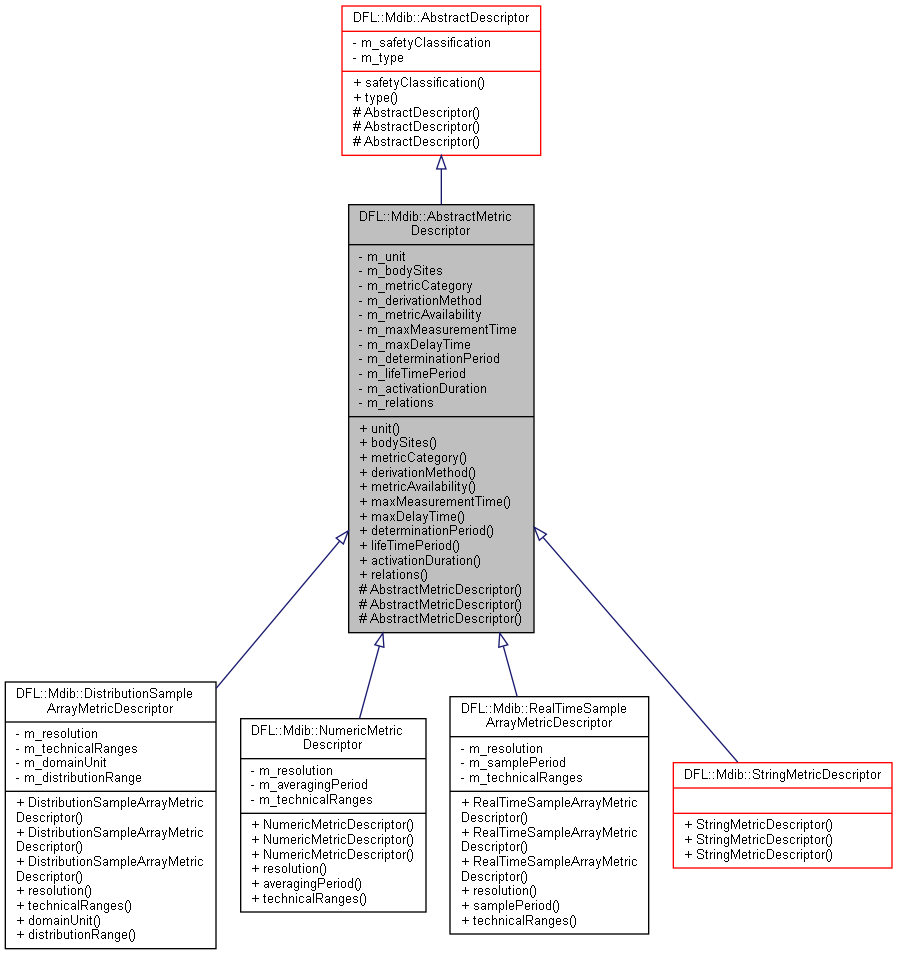 DFL::Mdib::AbstractDescriptor
- m_safetyClassification
- m_type
+ safetyClassification()
+ type()
# AbstractDescriptor()
# AbstractDescriptor()
# AbstractDescriptor()
DFL::Mdib::AbstractMetric
Descriptor
- m_unit
- m_bodySites
- m_metricCategory
- m_derivationMethod
- m_metricAvailability
- m_maxMeasurementTime
- m_maxDelayTime
- m_determinationPeriod
- m_lifeTimePeriod
- m_activationDuration
- m_relations
+ unit()
+ bodySites()
+ metricCategory()
+ derivationMethod()
+ metricAvailability()
+ maxMeasurementTime()
+ maxDelayTime()
+ determinationPeriod()
+ lifeTimePeriod()
+ activationDuration()
+ relations()
# AbstractMetricDescriptor()
# AbstractMetricDescriptor()
# AbstractMetricDescriptor()
DFL::Mdib::DistributionSample
ArrayMetricDescriptor
- m_resolution
- m_technicalRanges
- m_domainUnit
- m_distributionRange
+ DistributionSampleArrayMetric
Descriptor()
+ DistributionSampleArrayMetric
Descriptor()
+ DistributionSampleArrayMetric
Descriptor()
+ resolution()
+ technicalRanges()
+ domainUnit()
+ distributionRange()
DFL::Mdib::NumericMetric
Descriptor
- m_resolution
- m_averagingPeriod
- m_technicalRanges
+ NumericMetricDescriptor()
+ NumericMetricDescriptor()
+ NumericMetricDescriptor()
+ resolution()
+ averagingPeriod()
+ technicalRanges()
DFL::Mdib::RealTimeSample
ArrayMetricDescriptor
- m_resolution
- m_samplePeriod
- m_technicalRanges
+ RealTimeSampleArrayMetric
Descriptor()
+ RealTimeSampleArrayMetric
Descriptor()
+ RealTimeSampleArrayMetric
Descriptor()
+ resolution()
+ samplePeriod()
+ technicalRanges()
DFL::Mdib::StringMetricDescriptor
+ StringMetricDescriptor()
+ StringMetricDescriptor()
+ StringMetricDescriptor()